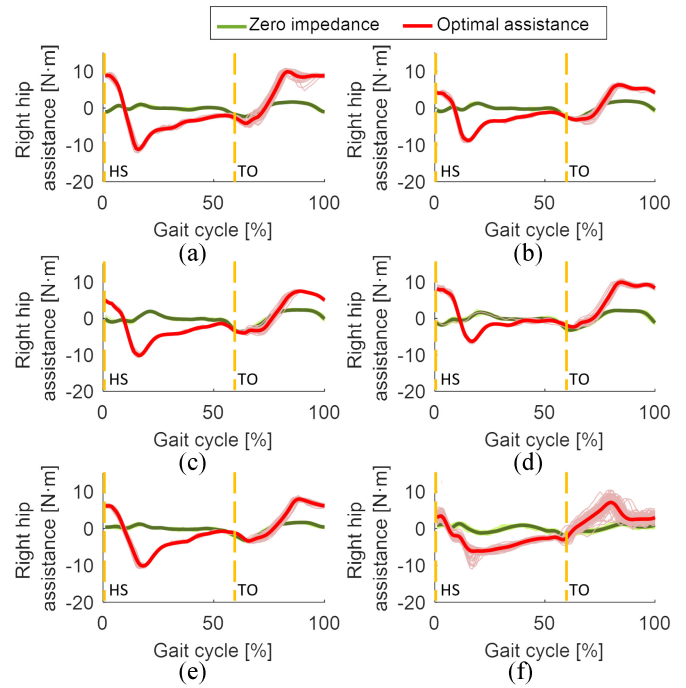 Zero impedance Optimal assistance
Right hip
assistance [N·m]
10
0
-10
-20
HS
TO
0 50 100
Gait cycle [%]
(a)
Right hip
assistance [N·m]
10
0
-10
-20
HS
TO
0 50 100
Gait cycle [%]
(b)
Right hip
assistance [N·m]
10
0
-10
-20
HS
TO
0 50 100
Gait cycle [%]
(c)
Right hip
assistance [N·m]
10
0
-10
-20
HS
TO
0 50 100
Gait cycle [%]
(d)
Right hip
assistance [N·m]
10
0
-10
-20
HS
TO
0 50 100
Gait cycle [%]
(e)
Right hip
assistance [N·m]
10
0
-10
-20
HS
TO
0 50 100
Gait cycle [%]
(f)